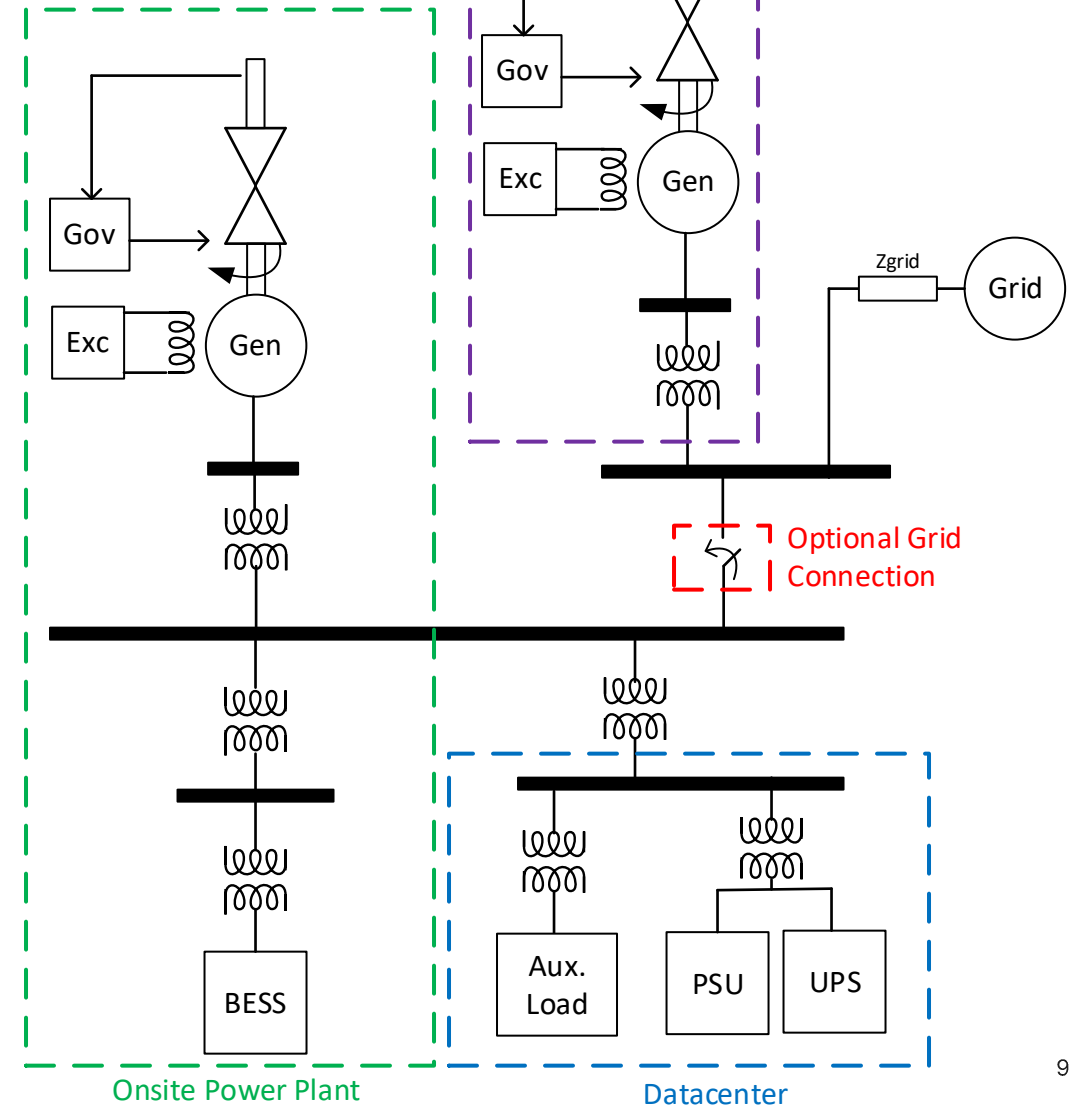 Gov
Exc
Gen
Gov
Exc
Gen
Zgrid
Grid
Optional Grid
Connection
BESS
Aux.
Load
PSU
UPS
Onsite Power Plant
Datacenter
9